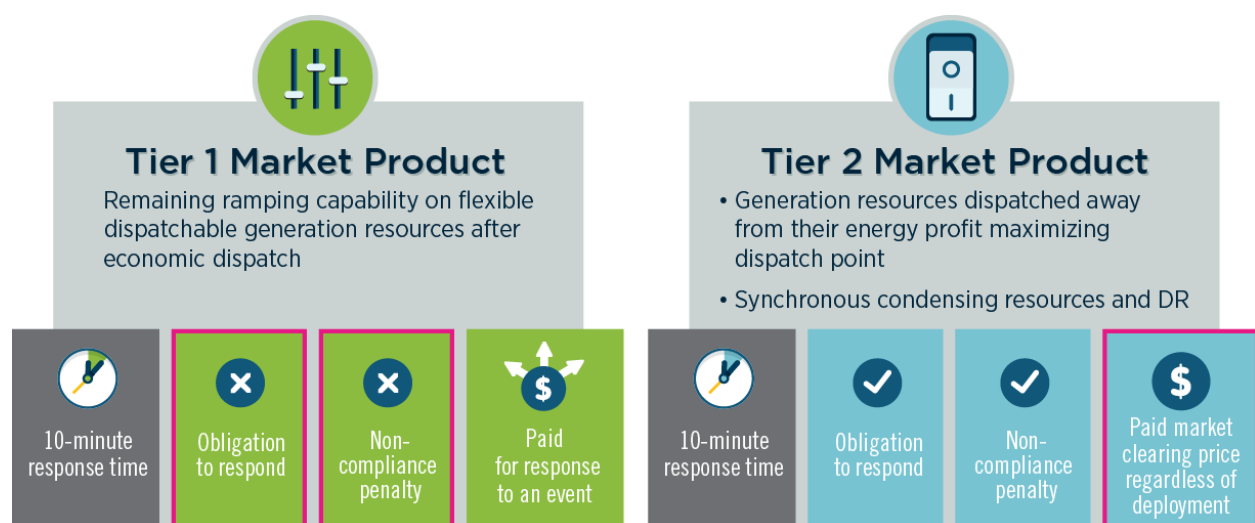 Tier 1 Market Product
Remaining ramping capability on flexible
dispatchable generation resources after
economic dispatch
10-minute
response time
Obligation
to respond
Non-
compliance
penalty
$
Paid
for response
to an event
Tier 2 Market Product
• Generation resources dispatched away
from their energy profit maximizing
dispatch point
• Synchronous condensing resources and DR
10-minute
response time
Obligation
to respond
Non-
compliance
penalty
$
Paid market
clearing price
regardless of
deployment